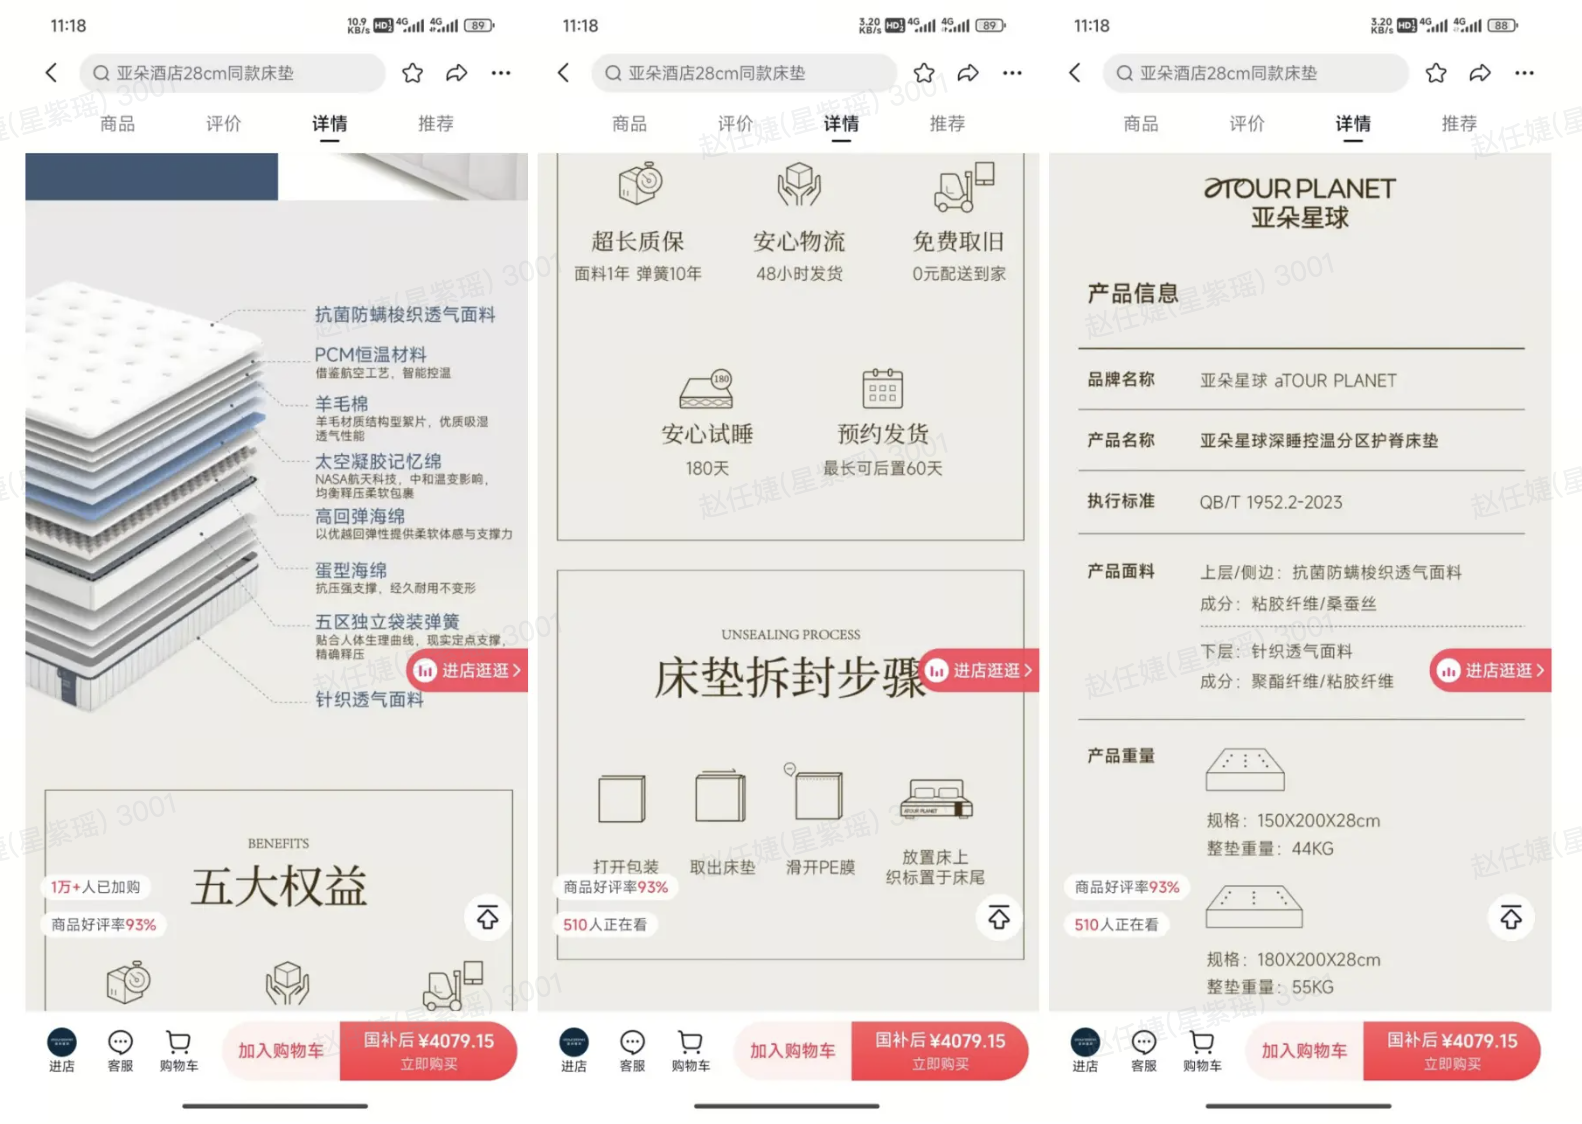 11:18
10.9 KB/s HD 4G 4G 89
亚朵酒店28cm同款床垫
商品 评价 详情 推荐
抗菌防螨梭织透气面料
PCM恒温材料
借鉴航空工艺，智能控温
羊毛棉
羊毛材质结构型絮片，优质吸湿
透气性能
太空凝胶记忆绵
NASA航天科技，中和温变影响，
均衡释压柔软包裹
高回弹海绵
以优越回弹性提供柔软体感与支撑力
蛋型海绵
抗压强支撑，经久耐用不变形
五区独立袋装弹簧
贴合人体生理曲线，现实定点支撑，
精确释压
进店逛逛
针织透气面料
BENEFITS
五大权益
1万+人已加购
商品好评率93%
进店 客服 购物车
加入购物车
国补后 ¥4079.15
立即购买
11:18
3.20 KB/s HD 4G 4G 89
亚朵酒店28cm同款床垫
商品 评价 详情 推荐
超长质保 安心物流 免费取旧
面料1年 弹簧10年 48小时发货 0元配送到家
180
安心试睡 预约发货
180天 最长可后置60天
UNSEALING PROCESS
床垫拆封步骤
进店逛逛
ATOUR PLANET
打开包装 取出床垫 滑开PE膜 放置床上
织标置于床尾
商品好评率93%
510人正在看
进店 客服 购物车
加入购物车
国补后 ¥4079.15
立即购买
11:18
3.20 KB/s HD 4G 4G 88
亚朵酒店28cm同款床垫
商品 评价 详情 推荐
aTOUR PLANET
亚朵星球
产品信息
品牌名称 亚朵星球 aTOUR PLANET
产品名称 亚朵星球深睡控温分区护脊床垫
执行标准 QB/T 1952.2-2023
产品面料 上层/侧边：抗菌防螨梭织透气面料
成分：粘胶纤维/桑蚕丝
下层：针织透气面料
成分：聚酯纤维/粘胶纤维
进店逛逛
产品重量
规格：150X200X28cm
整垫重量：44KG
商品好评率93%
510人正在看
规格：180X200X28cm
整垫重量：55KG
进店 客服 购物车
加入购物车
国补后 ¥4079.15
立即购买
赵任婕(星紫瑶) 3001